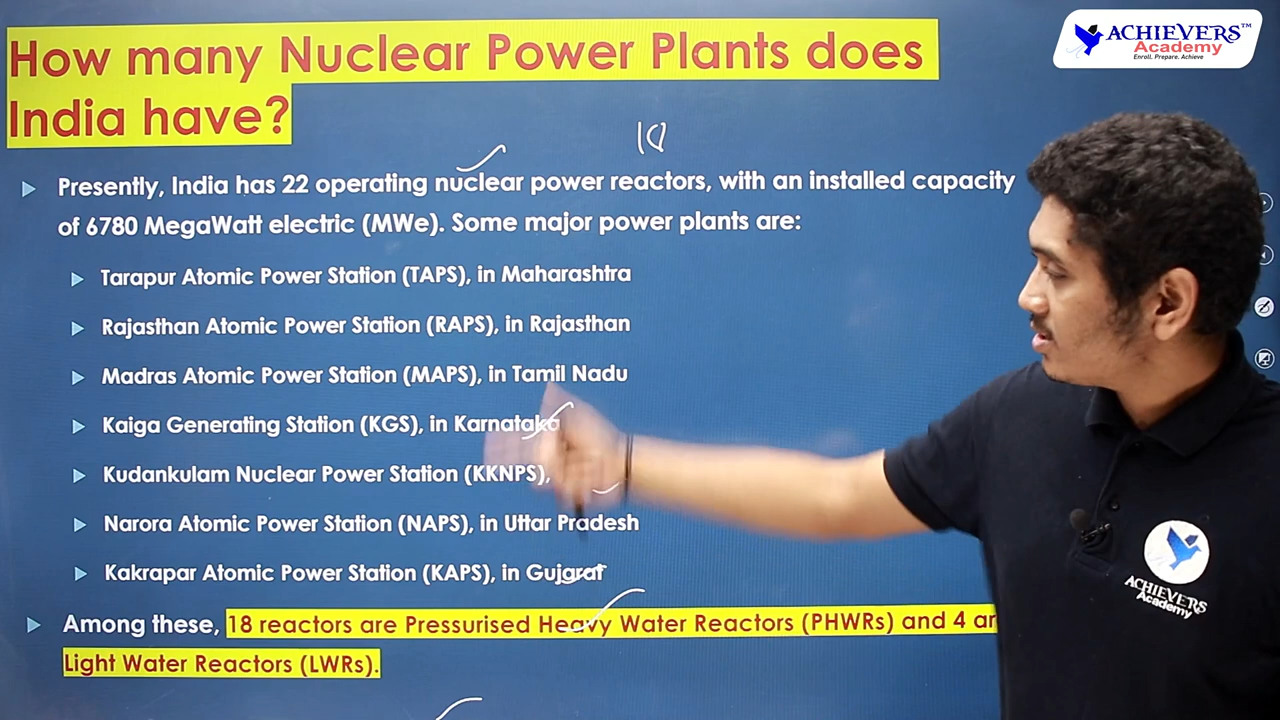 How many Nuclear Power Plants does
India have?
ACHIEVERS™
Academy
Enroll. Prepare. Achieve
Presently, India has 22 operating nuclear power reactors, with an installed capacity
of 6780 MegaWatt electric (MWe). Some major power plants are:
Tarapur Atomic Power Station (TAPS), in Maharashtra
Rajasthan Atomic Power Station (RAPS), in Rajasthan
Madras Atomic Power Station (MAPS), in Tamil Nadu
Kaiga Generating Station (KGS), in Karnataka
Kudankulam Nuclear Power Station (KKNPS),
Narora Atomic Power Station (NAPS), in Uttar Pradesh
Kakrapar Atomic Power Station (KAPS), in Gujarat
Among these, 18 reactors are Pressurised Heavy Water Reactors (PHWRs) and 4
Light Water Reactors (LWRs).
ACHIEVERS
Academy